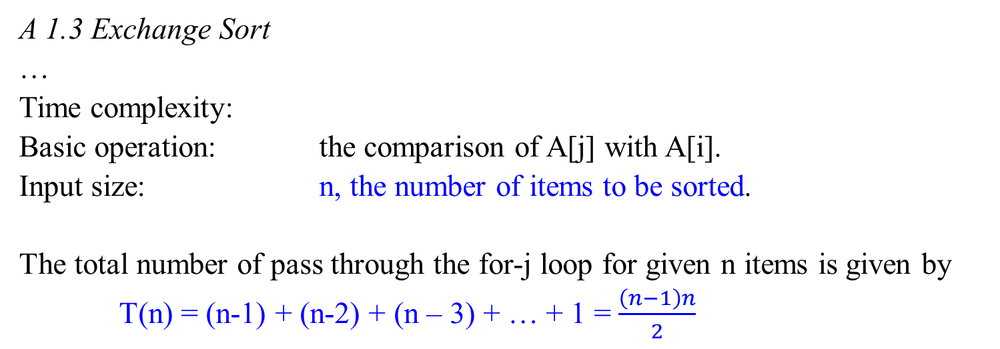 A 1.3 Exchange Sort
…
Time complexity:
Basic operation: the comparison of A[j] with A[i].
Input size: n, the number of items to be sorted.
The total number of pass through the for-j loop for given n items is given by
T(n) = (n-1) + (n-2) + (n – 3) + … + 1 = (n−1)n / 2